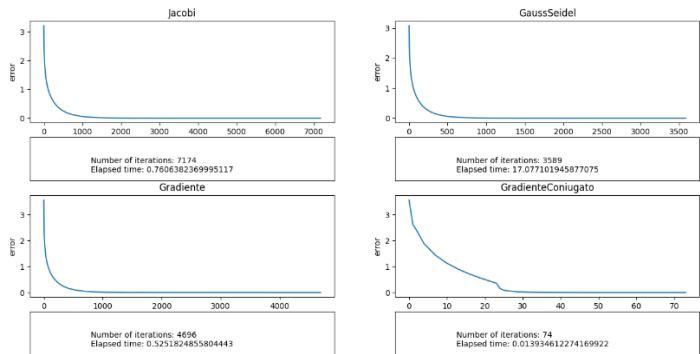 Jacobi
error
3
2
1
0
0 1000 2000 3000 4000 5000 6000 7000
Number of iterations: 7174
Elapsed time: 0.7606382369995117
GaussSeidel
error
3
2
1
0
0 500 1000 1500 2000 2500 3000 3500
Number of iterations: 3589
Elapsed time: 17.077101945877075
Gradiente
error
3
2
1
0
0 1000 2000 3000 4000
Number of iterations: 4696
Elapsed time: 0.5251824855804443
GradienteConiugato
error
3
2
1
0
0 10 20 30 40 50 60 70
Number of iterations: 74
Elapsed time: 0.013934612274169922